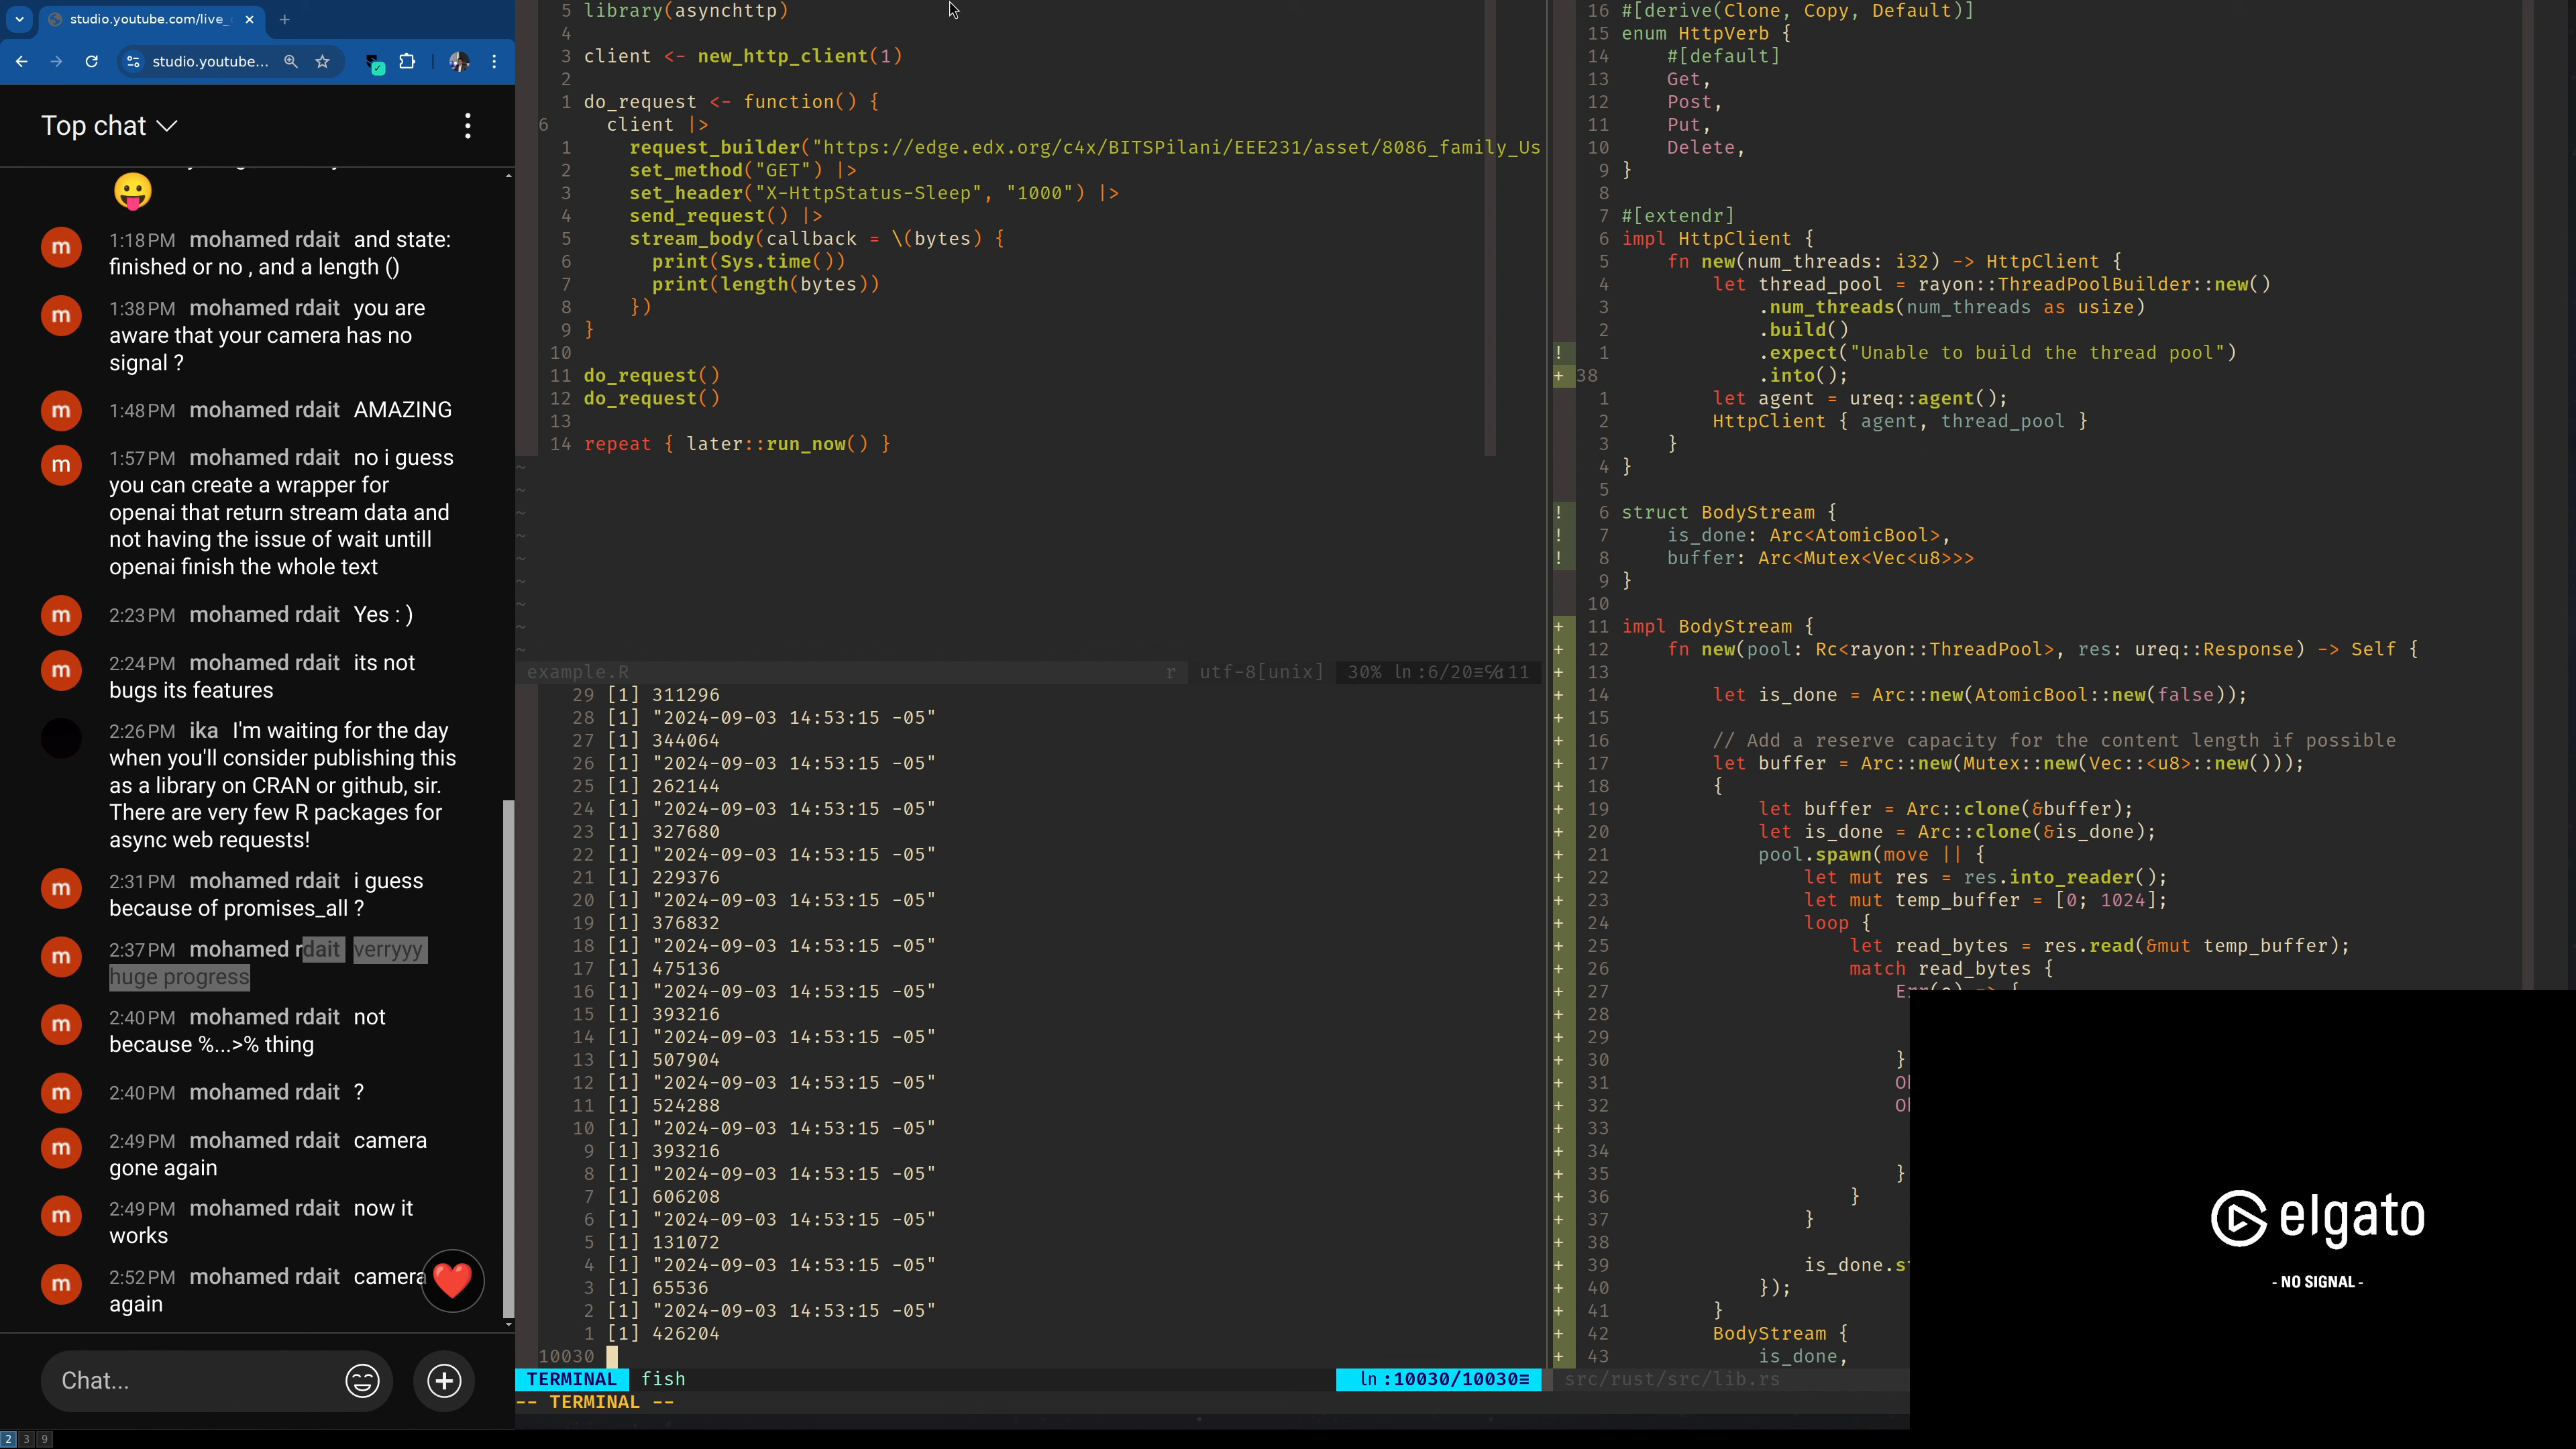 studio.youtube.com/live_
studio.youtube...
Top chat
1:18 PM mohamed rdait and state:
finished or no , and a length ()
1:38 PM mohamed rdait you are
aware that your camera has no
signal ?
1:48 PM mohamed rdait AMAZING
1:57 PM mohamed rdait no i guess
you can create a wrapper for
openai that return stream data and
not having the issue of wait untill
openai finish the whole text
2:23 PM mohamed rdait Yes : )
2:24 PM mohamed rdait its not
bugs its features
2:26 PM ika I'm waiting for the day
when you'll consider publishing this
as a library on CRAN or github, sir.
There are very few R packages for
async web requests!
2:31 PM mohamed rdait i guess
because of promises_all ?
2:37 PM mohamed rdait verryyy
huge progress
2:40 PM mohamed rdait not
because %...>% thing
2:40 PM mohamed rdait ?
2:49 PM mohamed rdait camera
gone again
2:49 PM mohamed rdait now it
works
2:52 PM mohamed rdait camera
again
Chat...
2 3 9
5 library(asynchttp)
4
3 client <- new_http_client(1)
2
1 do_request <- function() {
6 client |>
1 request_builder("https://edge.edx.org/c4x/BITSPilani/EEE231/asset/8086_family_Us
2 set_method("GET") |>
3 set_header("X-HttpStatus-Sleep", "1000") |>
4 send_request() |>
5 stream_body(callback = \(bytes) {
6 print(Sys.time())
7 print(length(bytes))
8 })
9 }
10
11 do_request()
12 do_request()
13
14 repeat { later::run_now() }
~
~
~
~
~
~
~
~
example.R r utf-8[unix] 30% ln :6/20
29 [1] 311296
28 [1] "2024-09-03 14:53:15 -05"
27 [1] 344064
26 [1] "2024-09-03 14:53:15 -05"
25 [1] 262144
24 [1] "2024-09-03 14:53:15 -05"
23 [1] 327680
22 [1] "2024-09-03 14:53:15 -05"
21 [1] 229376
20 [1] "2024-09-03 14:53:15 -05"
19 [1] 376832
18 [1] "2024-09-03 14:53:15 -05"
17 [1] 475136
16 [1] "2024-09-03 14:53:15 -05"
15 [1] 393216
14 [1] "2024-09-03 14:53:15 -05"
13 [1] 507904
12 [1] "2024-09-03 14:53:15 -05"
11 [1] 524288
10 [1] "2024-09-03 14:53:15 -05"
9 [1] 393216
8 [1] "2024-09-03 14:53:15 -05"
7 [1] 606208
6 [1] "2024-09-03 14:53:15 -05"
5 [1] 131072
4 [1] "2024-09-03 14:53:15 -05"
3 [1] 65536
2 [1] "2024-09-03 14:53:15 -05"
1 [1] 426204
10030
TERMINAL fish ln :10030/10030≡
-- TERMINAL --
16 #[derive(Clone, Copy, Default)]
15 enum HttpVerb {
14 #[default]
13 Get,
12 Post,
11 Put,
10 Delete,
9 }
8
7 #[extendr]
6 impl HttpClient {
5 fn new(num_threads: i32) -> HttpClient {
4 let thread_pool = rayon::ThreadPoolBuilder::new()
3 .num_threads(num_threads as usize)
2 .build()
! 1 .expect("Unable to build the thread pool")
+ 38 .into();
1 let agent = ureq::agent();
2 HttpClient { agent, thread_pool }
3 }
4 }
5
! 6 struct BodyStream {
! 7 is_done: Arc<AtomicBool>,
! 8 buffer: Arc<Mutex<Vec<u8>>>
9 }
10
+ 11 impl BodyStream {
+ 12 fn new(pool: Rc<rayon::ThreadPool>, res: ureq::Response) -> Self {
+ 13
+ 14 let is_done = Arc::new(AtomicBool::new(false));
+ 15
+ 16 // Add a reserve capacity for the content length if possible
+ 17 let buffer = Arc::new(Mutex::new(Vec::<u8>::new()));
+ 18 {
+ 19 let buffer = Arc::clone(&buffer);
+ 20 let is_done = Arc::clone(&is_done);
+ 21 pool.spawn(move || {
+ 22 let mut res = res.into_reader();
+ 23 let mut temp_buffer = [0; 1024];
+ 24 loop {
+ 25 let read_bytes = res.read(&mut temp_buffer);
+ 26 match read_bytes {
+ 27
+ 28
+ 29
+ 30 }
+ 31
+ 32
+ 33
+ 34
+ 35 }
+ 36 }
+ 37 }
+ 38
+ 39 is_done.
+ 40 });
+ 41 }
+ 42 BodyStream {
+ 43 is_done,
src/rust/src/lib.rs
elgato
- NO SIGNAL -